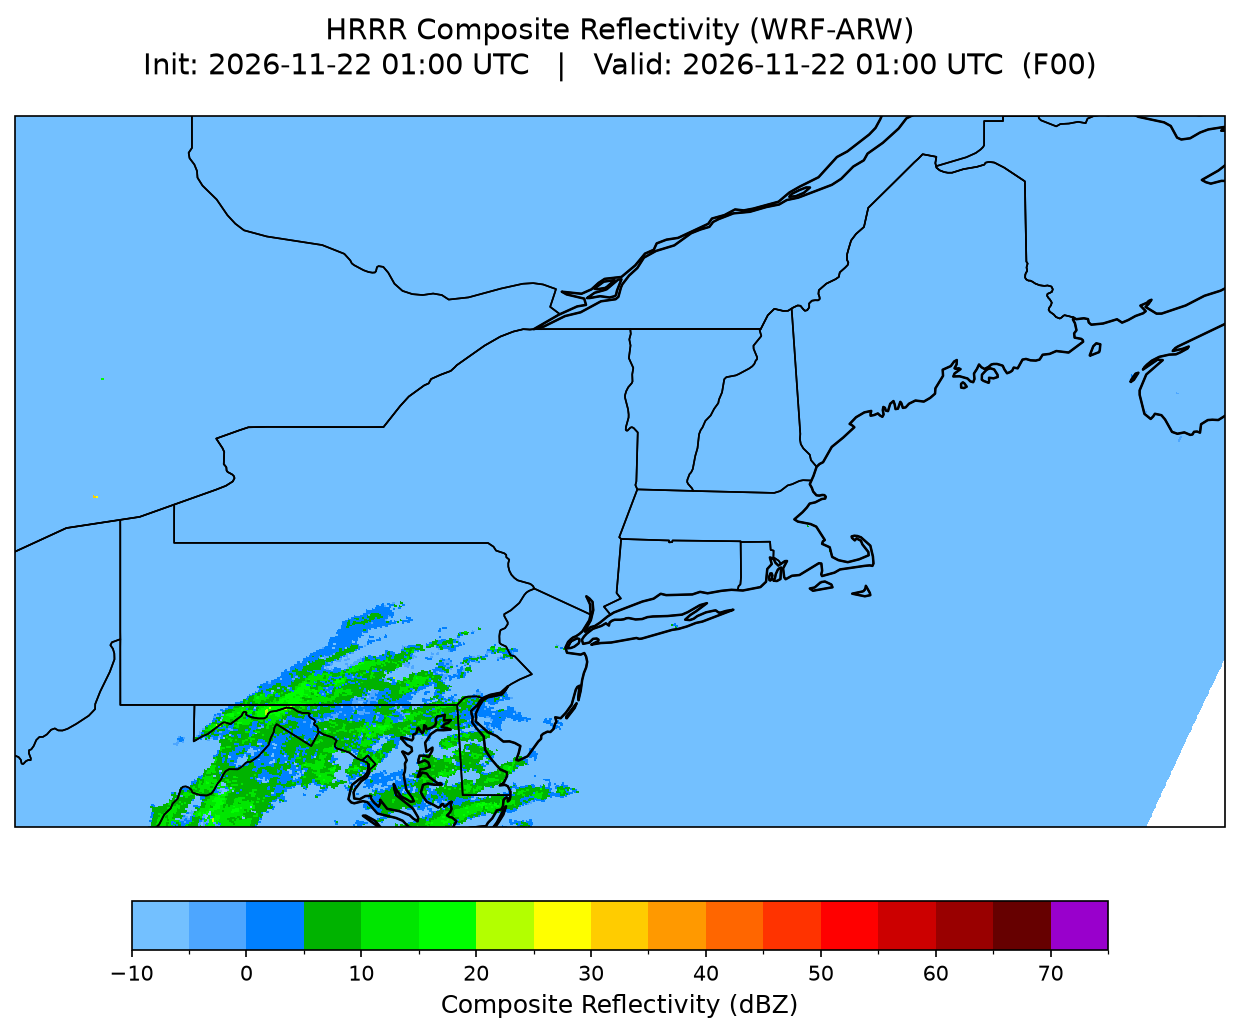 HRRR Composite Reflectivity (WRF-ARW)
Init: 2026-11-22 01:00 UTC | Valid: 2026-11-22 01:00 UTC (F00)
−10 0 10 20 30 40 50 60 70
Composite Reflectivity (dBZ)